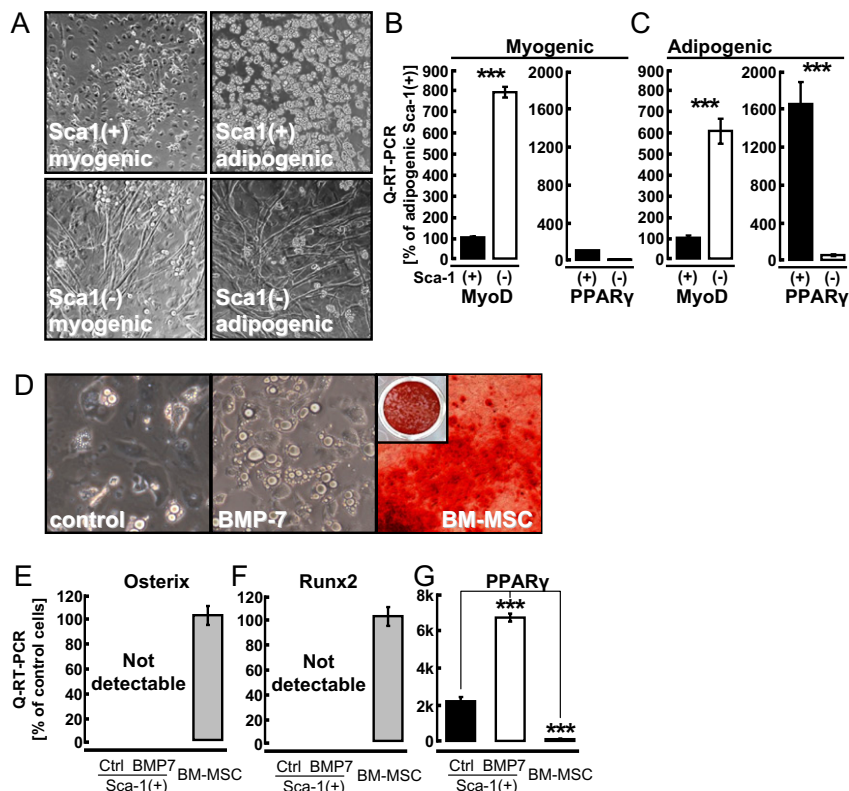 A
Sca1(+)
myogenic
Sca1(+)
adipogenic
Sca1(-)
myogenic
Sca1(-)
adipogenic
B
Myogenic
Q-RT-PCR
[% of adipogenic Sca-1(+)]
900
800
700
600
500
400
300
200
100
0
***
2000
1600
1200
800
400
0
Sca-1 (+) (-) (+) (-)
MyoD PPARγ
C
Adipogenic
900
800
700
600
500
400
300
200
100
0
***
2000
1600
1200
800
400
0
***
(+) (-) (+) (-)
MyoD PPARγ
D
control
BMP-7
BM-MSC
E
Osterix
Q-RT-PCR
[% of control cells]
120
100
80
60
40
20
0
Not
detectable
Ctrl BMP7 BM-MSC
Sca-1(+)
F
Runx2
120
100
80
60
40
20
0
Not
detectable
Ctrl BMP7 BM-MSC
Sca-1(+)
G
PPARγ
6k
4k
2k
0
***
***
Ctrl BMP7 BM-MSC
Sca-1(+)